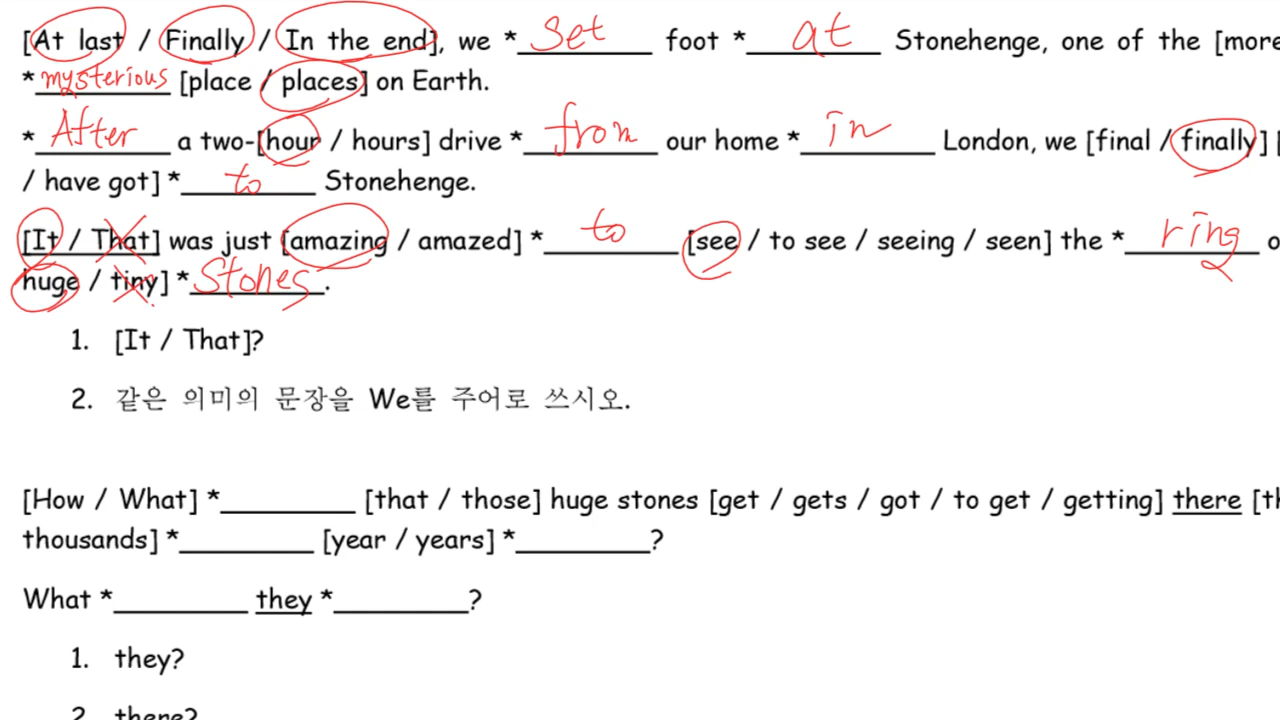 [At last / Finally / In the end], we * set foot * at Stonehenge, one of the [more
* mysterious [place / places] on Earth.
* After a two-[hour / hours] drive * from our home * in London, we [final / finally] [
/ have got] * to Stonehenge.
[It / That] was just [amazing / amazed] * to [see / to see / seeing / seen] the * ring o
huge / tiny] * Stones.
1. [It / That]?
2. 같은 의미의 문장을 We를 주어로 쓰시오.
[How / What] *__________ [that / those] huge stones [get / gets / got / to get / getting] there [th
thousands] *__________ [year / years] *__________?
What *__________ they *__________?
1. they?
2. there?